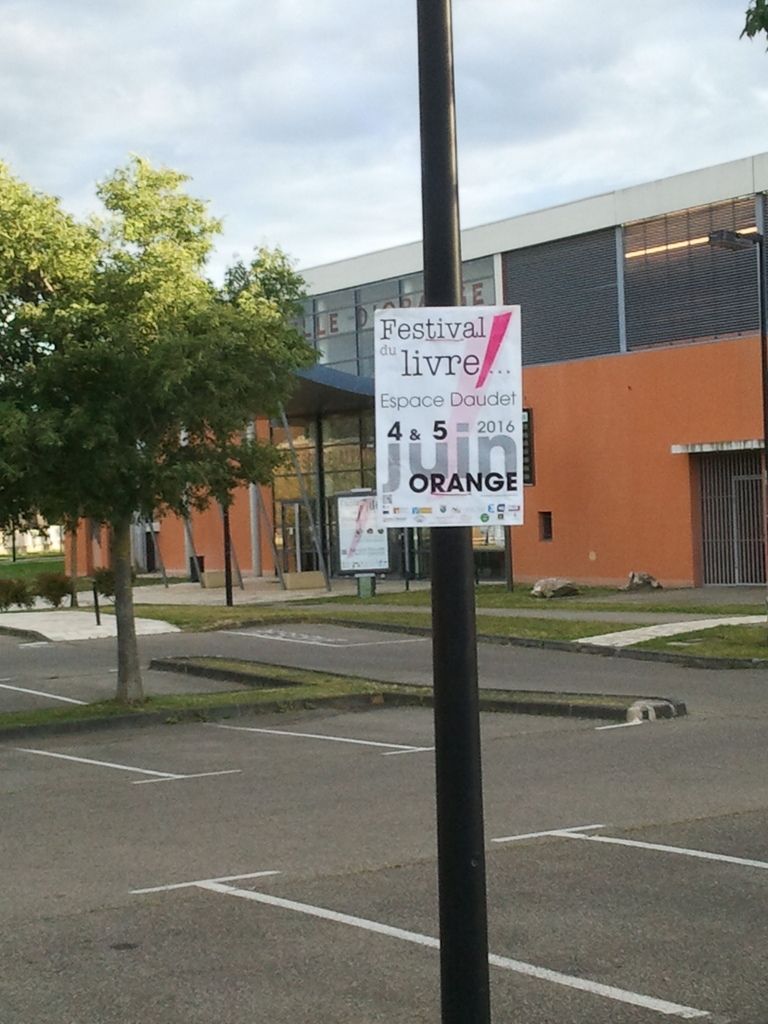 Festival
du livre!...
Espace Daudet
4 & 5 2016
juin
ORANGE